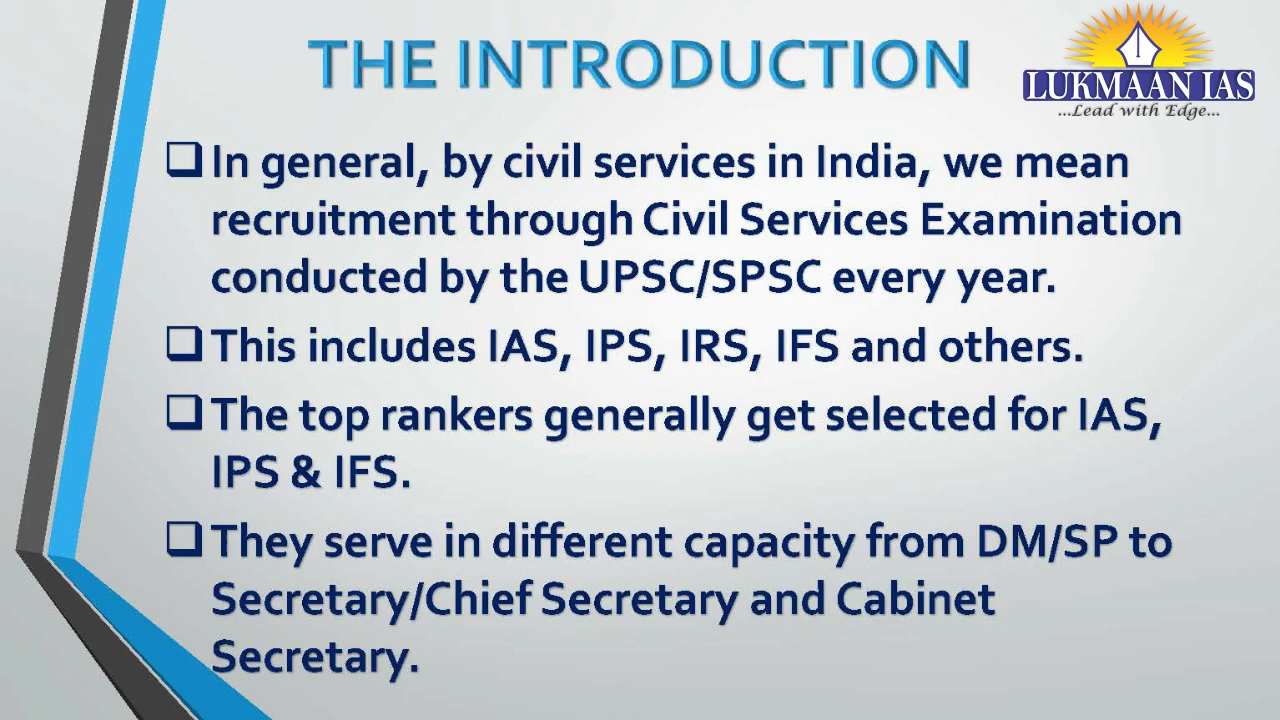 THE INTRODUCTION
LUKMAAN IAS
...Lead with Edge...
In general, by civil services in India, we mean
recruitment through Civil Services Examination
conducted by the UPSC/SPSC every year.
This includes IAS, IPS, IRS, IFS and others.
The top rankers generally get selected for IAS,
IPS & IFS.
They serve in different capacity from DM/SP to
Secretary/Chief Secretary and Cabinet
Secretary.